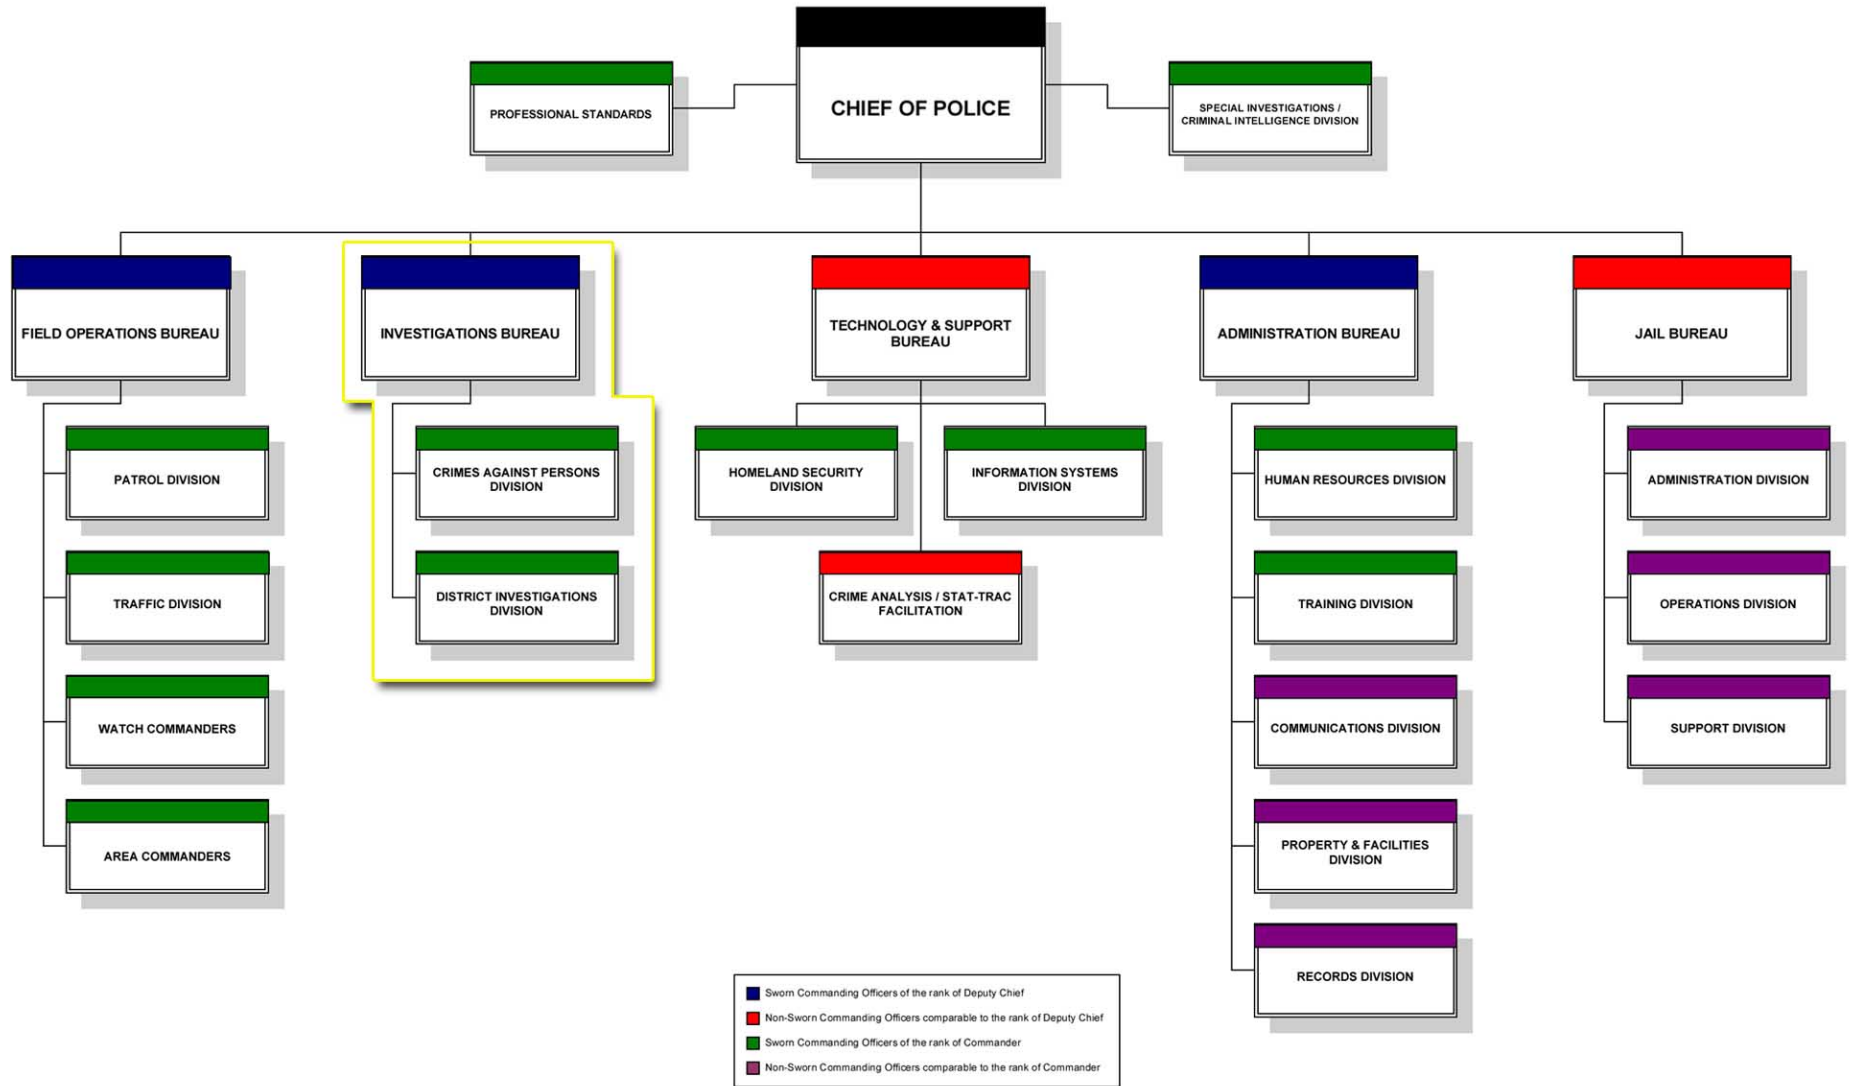 CHIEF OF POLICE
PROFESSIONAL STANDARDS
SPECIAL INVESTIGATIONS /
CRIMINAL INTELLIGENCE DIVISION
FIELD OPERATIONS BUREAU
INVESTIGATIONS BUREAU
TECHNOLOGY & SUPPORT
BUREAU
ADMINISTRATION BUREAU
JAIL BUREAU
PATROL DIVISION
TRAFFIC DIVISION
WATCH COMMANDERS
AREA COMMANDERS
CRIMES AGAINST PERSONS
DIVISION
DISTRICT INVESTIGATIONS
DIVISION
HOMELAND SECURITY
DIVISION
INFORMATION SYSTEMS
DIVISION
CRIME ANALYSIS / STAT-TRAC
FACILITATION
HUMAN RESOURCES DIVISION
TRAINING DIVISION
COMMUNICATIONS DIVISION
PROPERTY & FACILITIES
DIVISION
RECORDS DIVISION
ADMINISTRATION DIVISION
OPERATIONS DIVISION
SUPPORT DIVISION
Sworn Commanding Officers of the rank of Deputy Chief
Non-Sworn Commanding Officers comparable to the rank of Deputy Chief
Sworn Commanding Officers of the rank of Commander
Non-Sworn Commanding Officers comparable to the rank of Commander